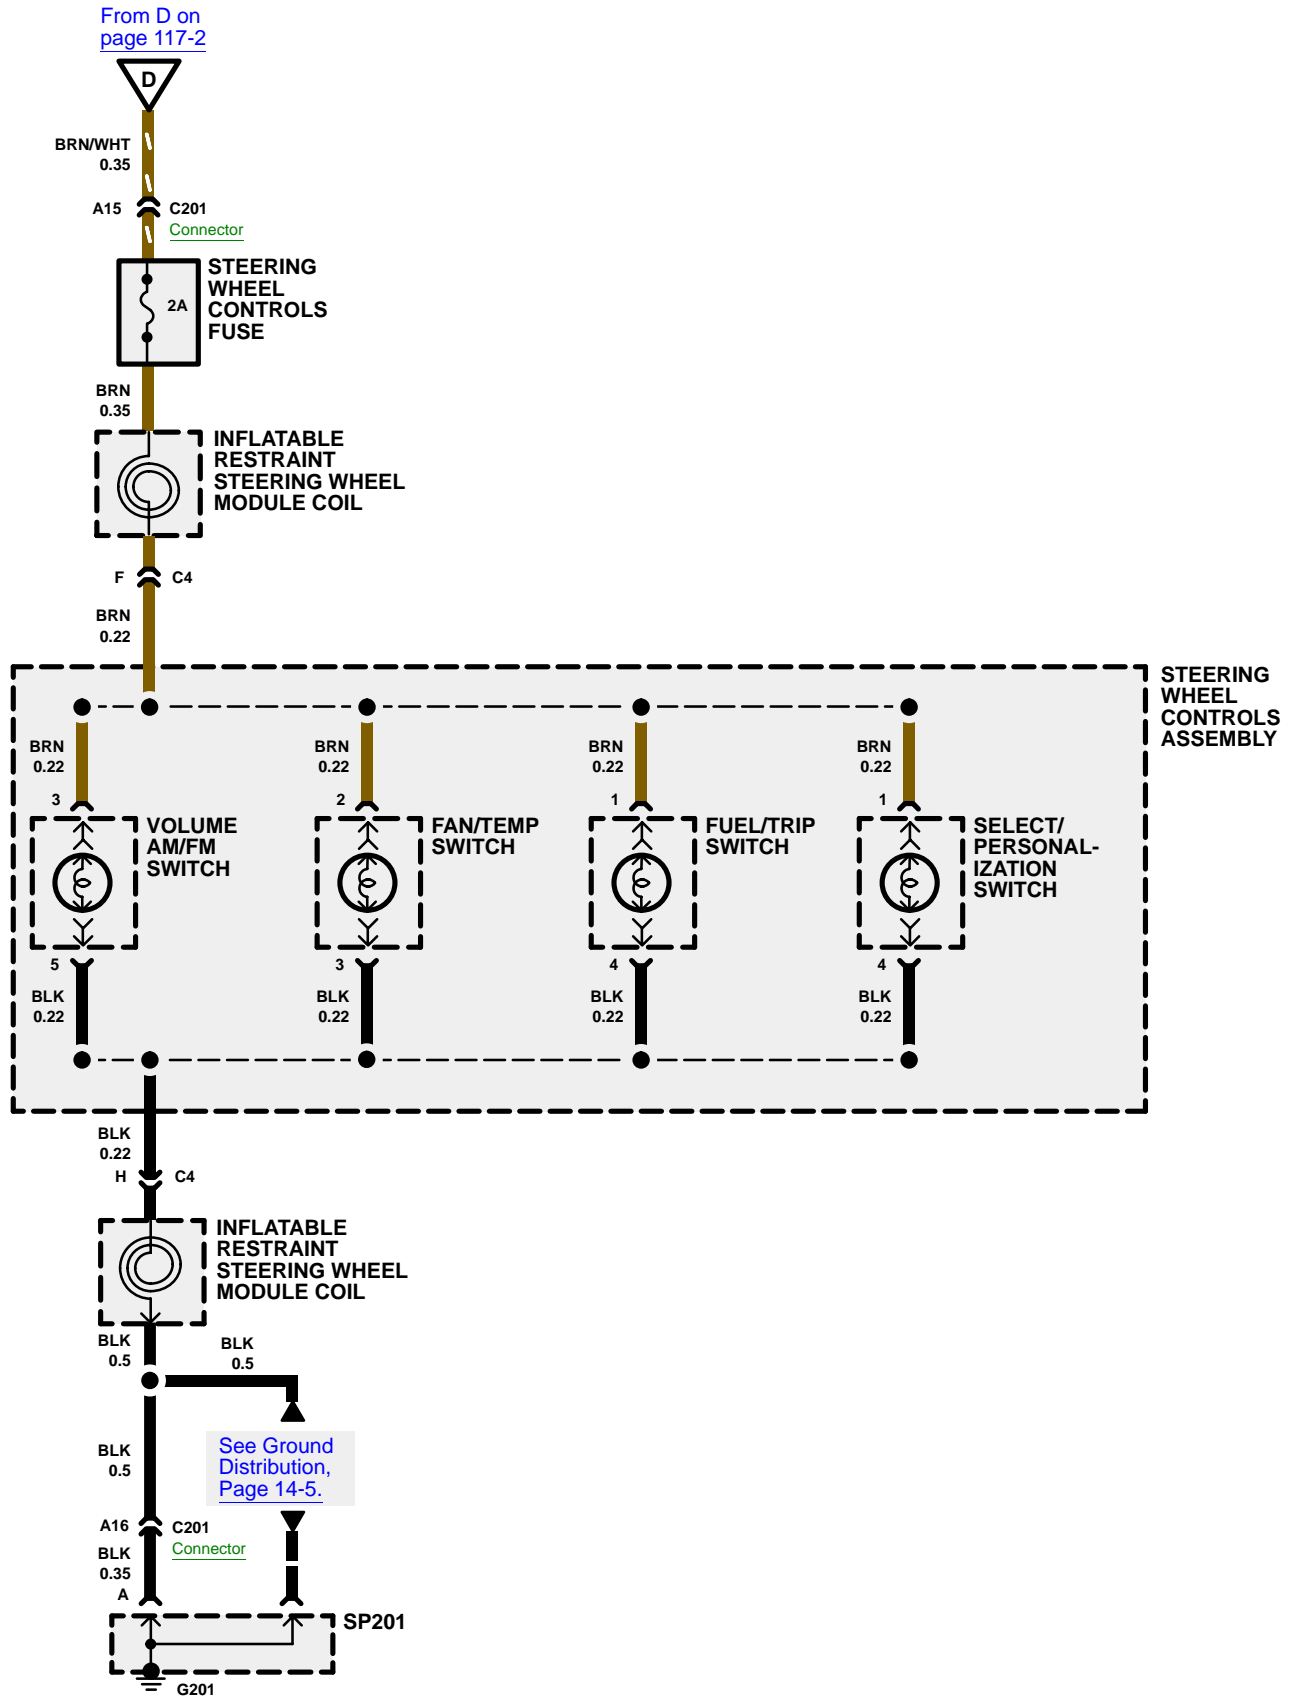 From D on
page 117-2
D
BRN/WHT
0.35
A15
C201
Connector
STEERING
WHEEL
CONTROLS
FUSE
2A
BRN
0.35
INFLATABLE
RESTRAINT
STEERING WHEEL
MODULE COIL
F
C4
BRN
0.22
STEERING
WHEEL
CONTROLS
ASSEMBLY
BRN
0.22
BRN
0.22
BRN
0.22
BRN
0.22
3
2
1
1
VOLUME
AM/FM
SWITCH
FAN/TEMP
SWITCH
FUEL/TRIP
SWITCH
SELECT/
PERSONAL-
IZATION
SWITCH
5
3
4
4
BLK
0.22
BLK
0.22
BLK
0.22
BLK
0.22
BLK
0.22
H
C4
INFLATABLE
RESTRAINT
STEERING WHEEL
MODULE COIL
BLK
0.5
BLK
0.5
See Ground
Distribution,
Page 14-5.
BLK
0.5
A16
C201
Connector
BLK
0.35
A
SP201
G201